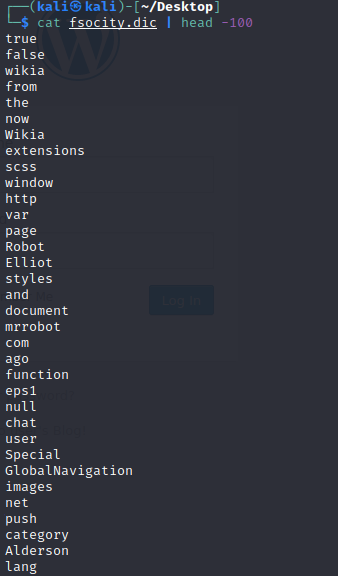 ┌──(kali㉿kali)-[~/Desktop]
└─$ cat fsocity.dic | head -100
true
false
wikia
from
the
now
Wikia
extensions
scss
window
http
var
page
Robot
Elliot
styles
and
document
Log In
mrrobot
com
ago
function
eps1
null
chat
user
Special
GlobalNavigation
images
net
push
category
Alderson
lang